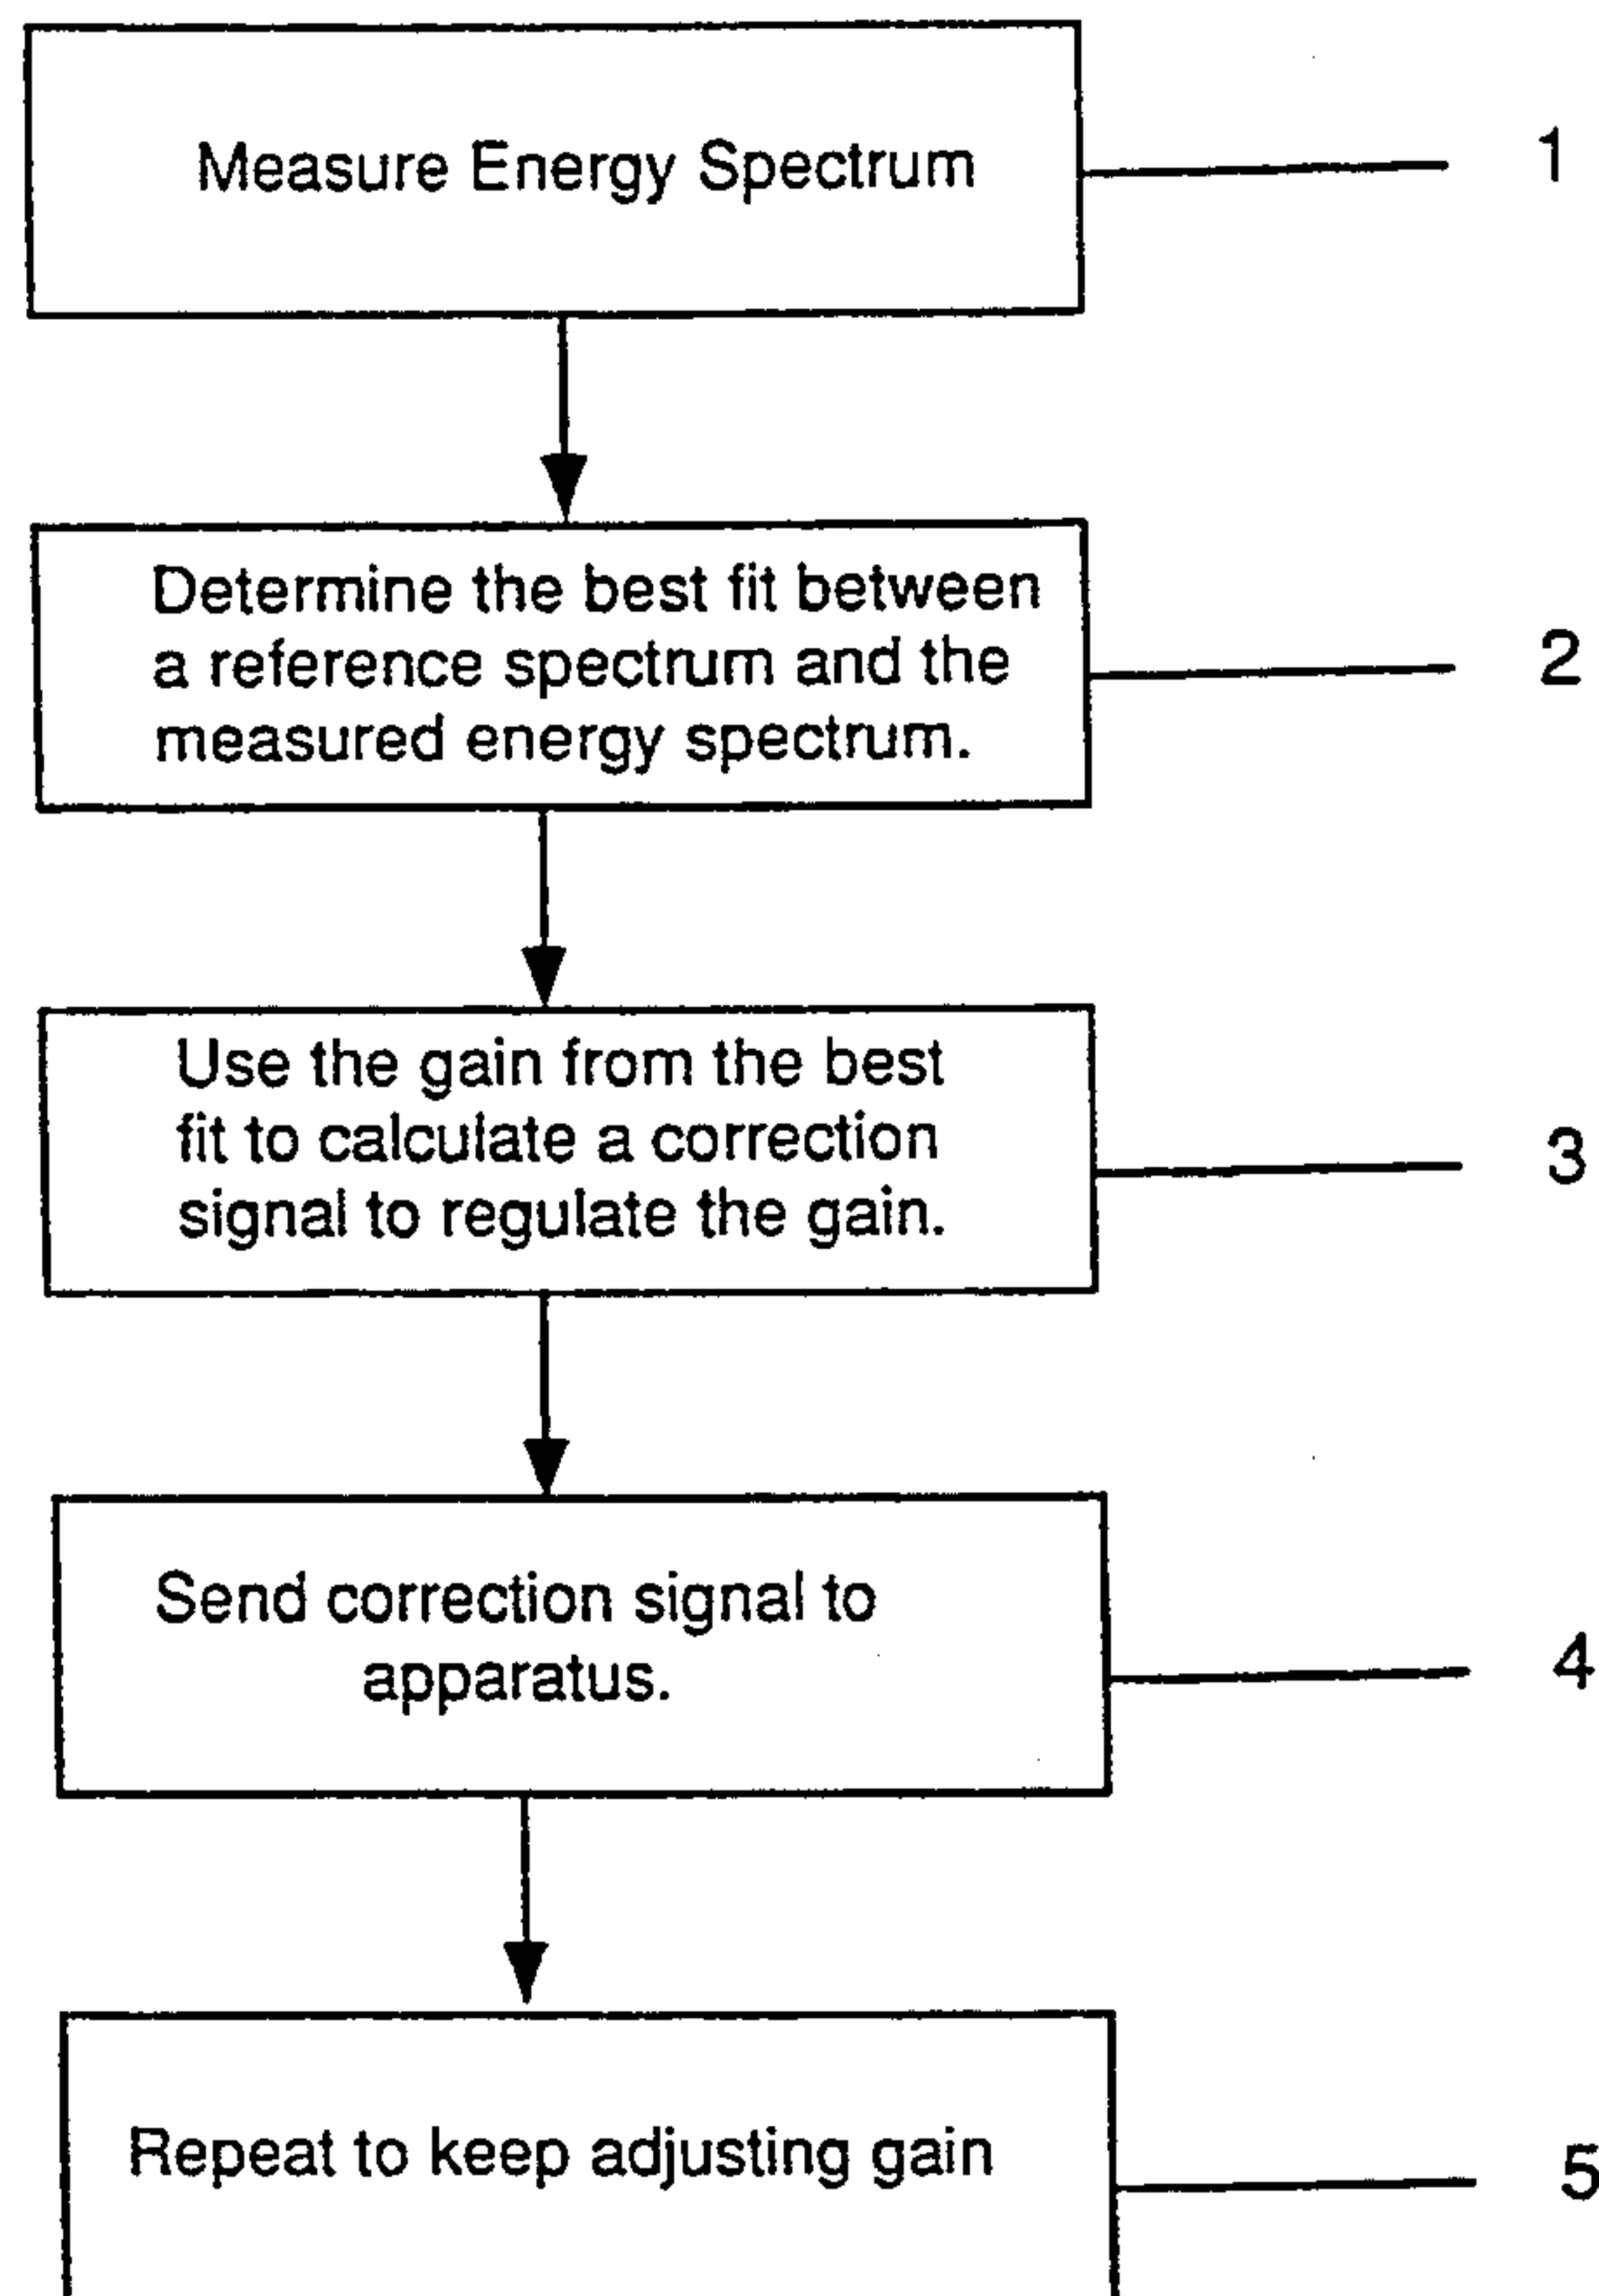 Measure Energy Spectrum
1
Determine the best fit between
a reference spectrum and the
measured energy spectrum.
2
Use the gain from the best
fit to calculate a correction
signal to regulate the gain.
3
Send correction signal to
apparatus.
4
Repeat to keep adjusting gain
5